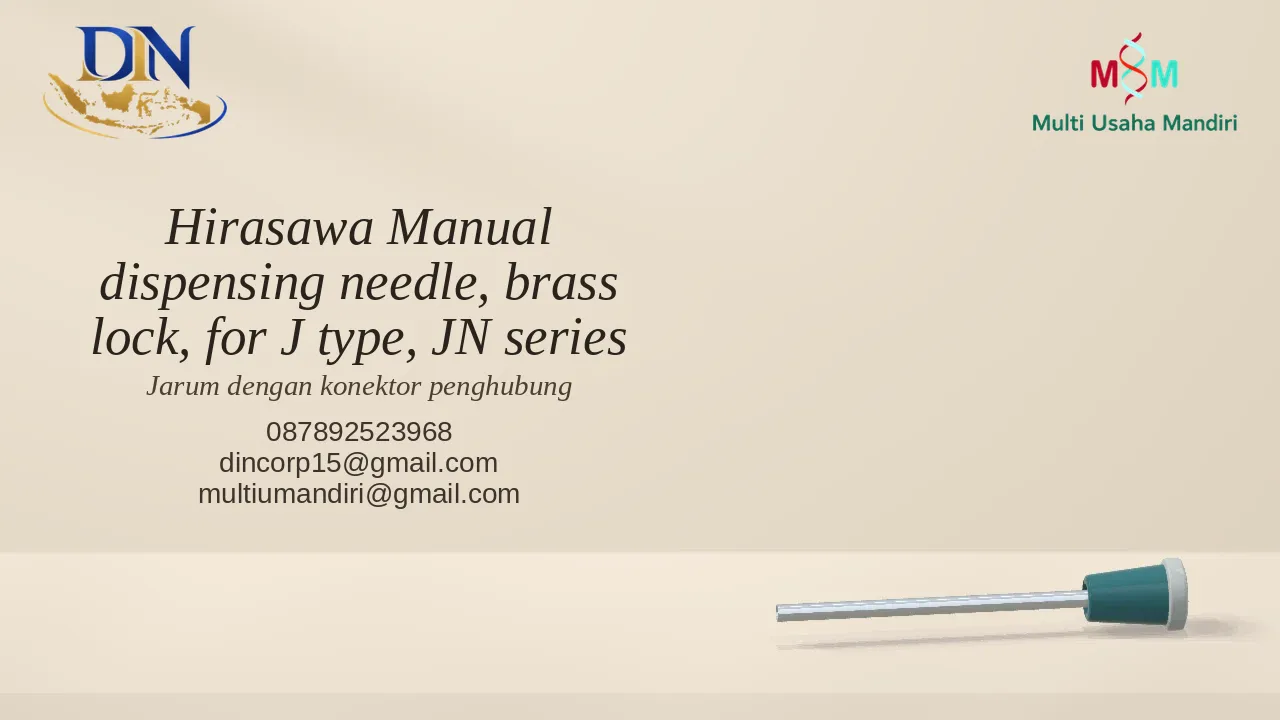 DIN
MSM
Multi Usaha Mandiri
Hirasawa Manual
dispensing needle, brass
lock, for J type, JN series
Jarum dengan konektor penghubung
087892523968
dincorp15@gmail.com
multiumandiri@gmail.com